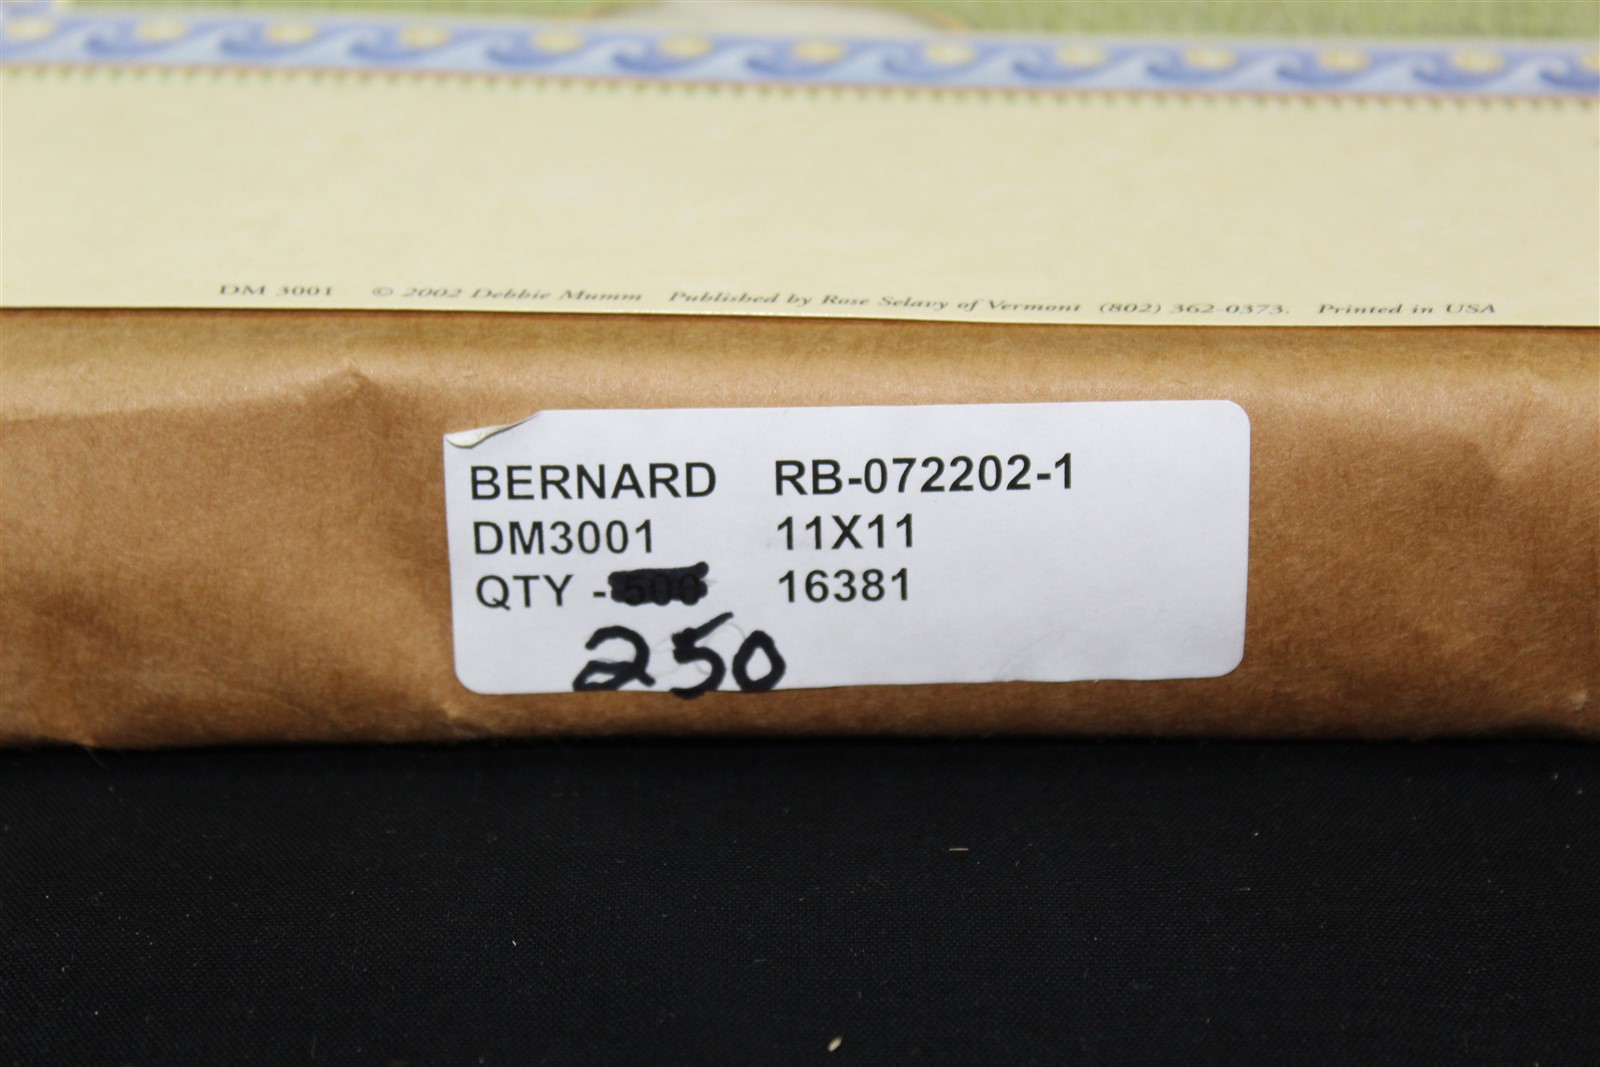 DM 3001 © 2002 Debbie Mumm Published by Rose Selavy of Vermont (802) 362-0373. Printed in USA
BERNARD RB-072202-1
DM3001 11X11
QTY - 500 16381
250